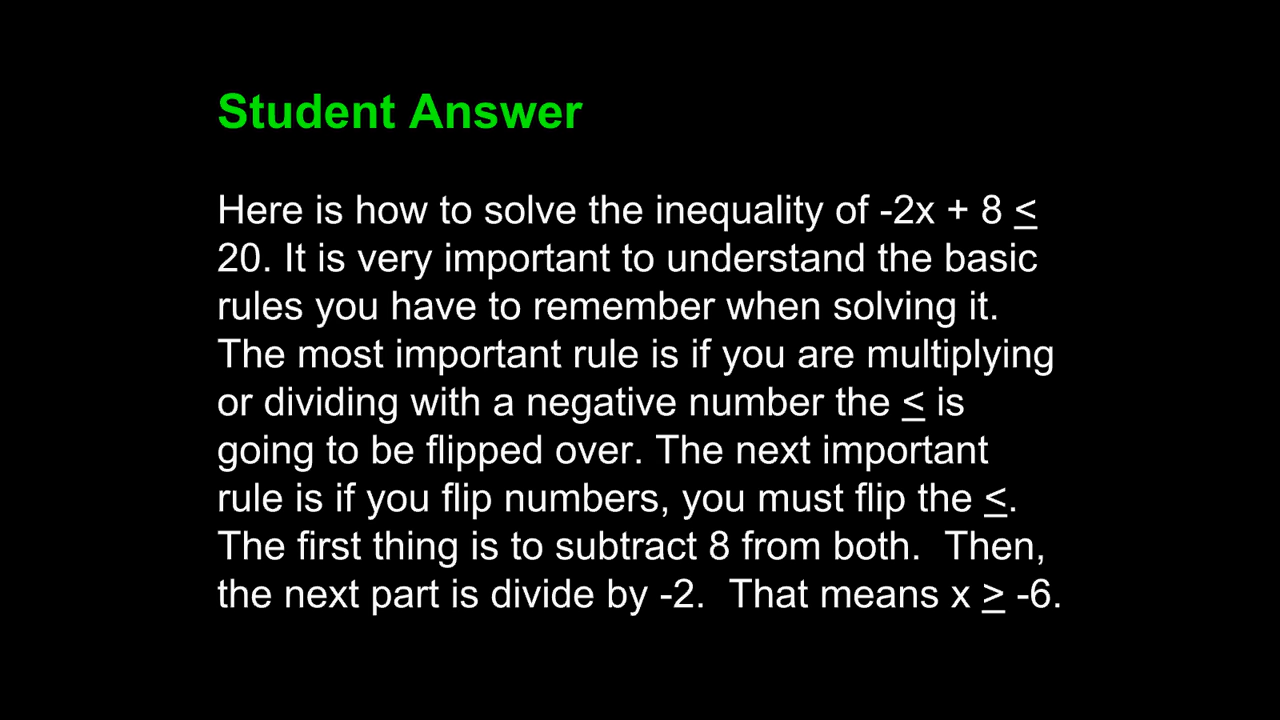 Student Answer
Here is how to solve the inequality of -2x + 8 ≤
20. It is very important to understand the basic
rules you have to remember when solving it.
The most important rule is if you are multiplying
or dividing with a negative number the ≤ is
going to be flipped over. The next important
rule is if you flip numbers, you must flip the ≤.
The first thing is to subtract 8 from both.  Then,
the next part is divide by -2.  That means x ≥ -6.